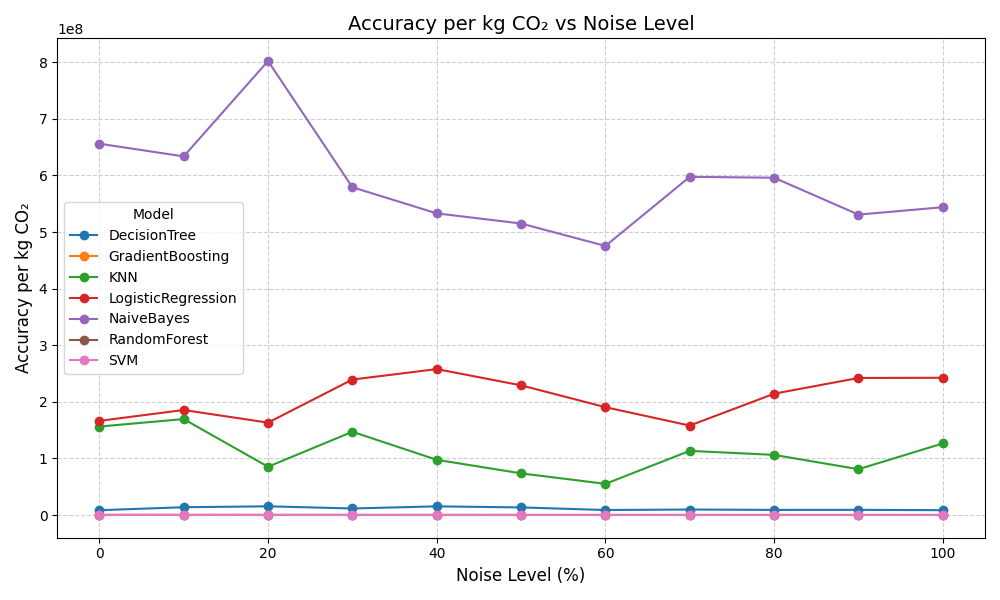 Accuracy per kg CO₂ vs Noise Level
1e8
8
7
6
5
4
3
2
1
0
Accuracy per kg CO₂
Model
DecisionTree
GradientBoosting
KNN
LogisticRegression
NaiveBayes
RandomForest
SVM
0 20 40 60 80 100
Noise Level (%)